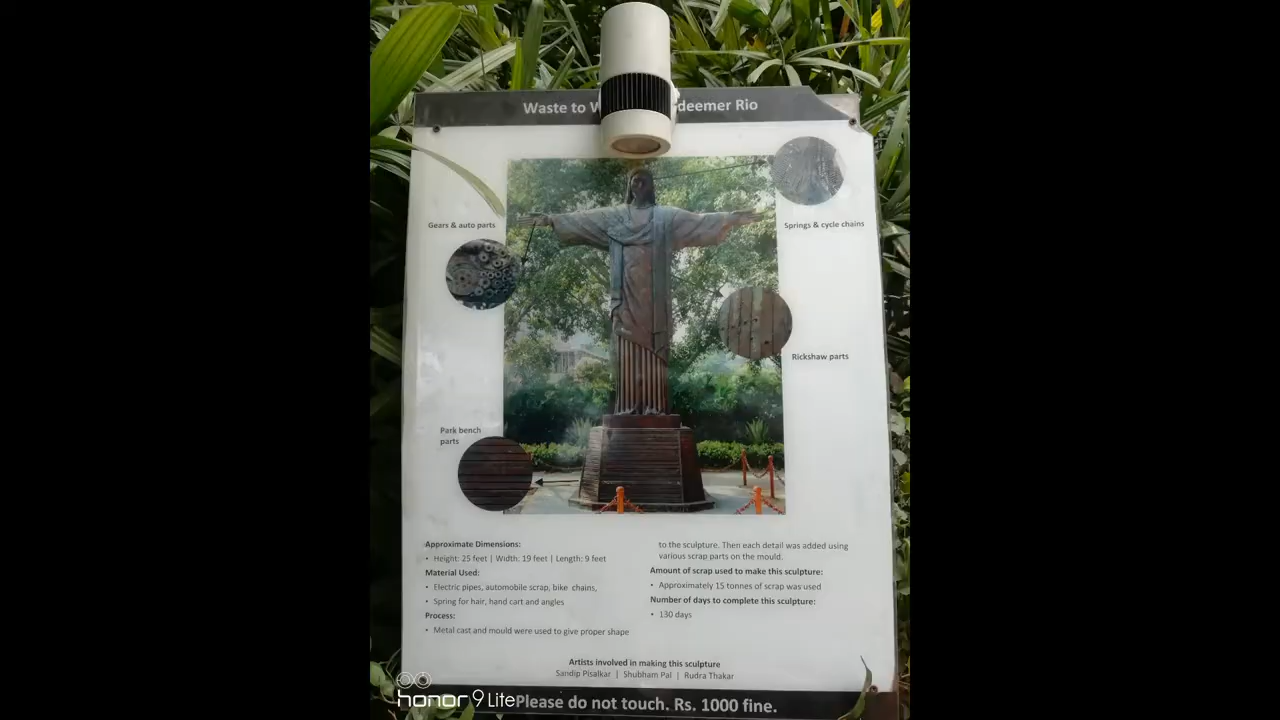 Waste to W deemer Rio
Gears & auto parts
Springs & cycle chains
Rickshaw parts
Park bench
parts
Approximate Dimensions:
• Height: 25 feet | Width: 19 feet | Length: 9 feet
Material Used:
• Electric pipes, automobile scrap, bike chains,
• Spring for hair, hand cart and angles
Process:
• Metal cast and mould were used to give proper shape
to the sculpture. Then each detail was added using
various scrap parts on the mould.
Amount of scrap used to make this sculpture:
• Approximately 15 tonnes of scrap was used
Number of days to complete this sculpture:
• 130 days
Artists involved in making this sculpture
Sandip Pisalkar | Shubham Pal | Rudra Thakar
Please do not touch. Rs. 1000 fine.
honor 9 Lite